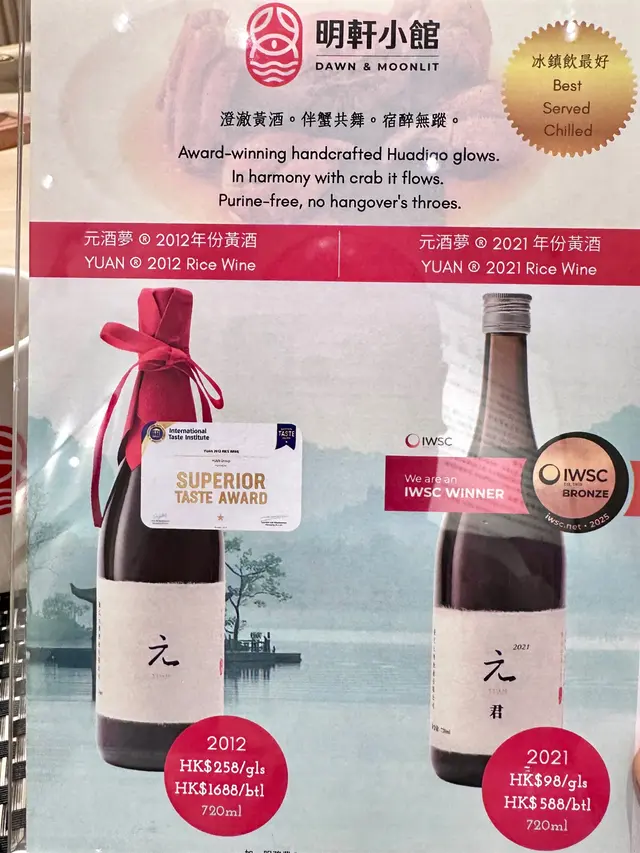 明軒小館
DAWN & MOONLIT
冰鎮飲最好
Best
Served
Chilled
澄澈黃酒。伴蟹共舞。宿醉無蹤。
Award-winning handcrafted Huadiao glows.
In harmony with crab it flows.
Purine-free, no hangover's throes.
元酒夢 ® 2012年份黃酒
YUAN ® 2012 Rice Wine
元酒夢 ® 2021 年份黃酒
YUAN ® 2021 Rice Wine
International
Taste Institute
SUPERIOR
TASTE AWARD
元
2012
HK$258/gls
HK$1688/btl
720ml
IWSC
We are an
IWSC WINNER
IWSC
BRONZE
iwsc.net • 2025
2021
元
君
2021
HK$98/gls
HK$588/btl
720ml